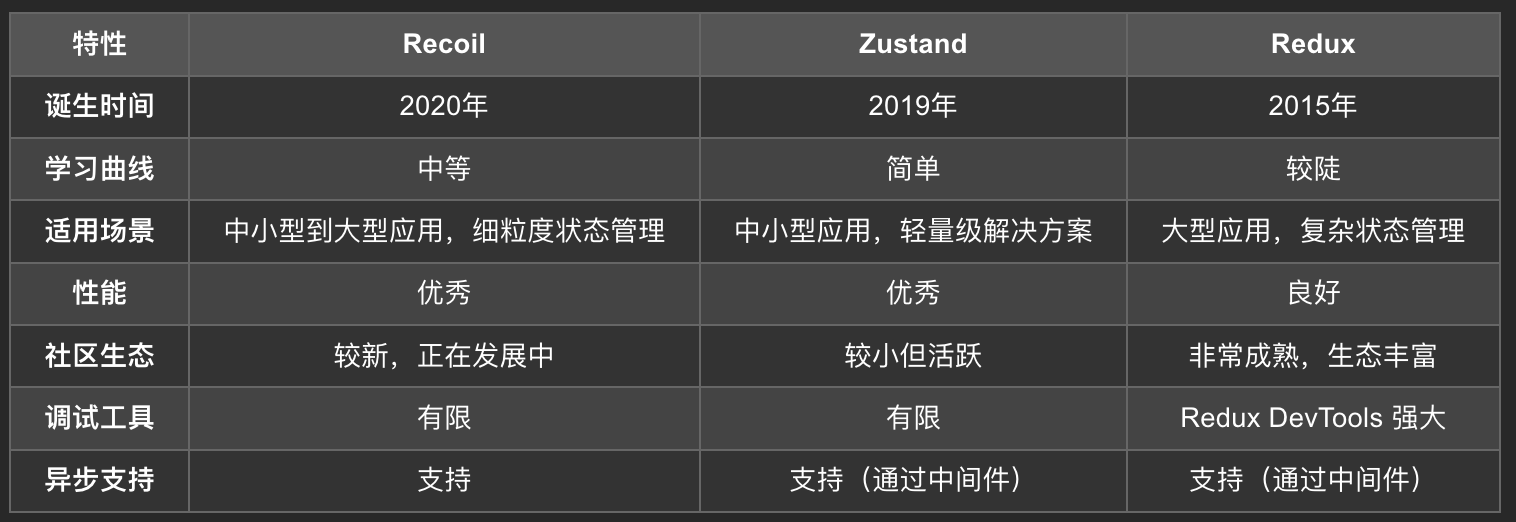 特性 Recoil Zustand Redux
诞生时间 2020年 2019年 2015年
学习曲线 中等 简单 较陡
适用场景 中小型到大型应用，细粒度状态管理 中小型应用，轻量级解决方案 大型应用，复杂状态管理
性能 优秀 优秀 良好
社区生态 较新，正在发展中 较小但活跃 非常成熟，生态丰富
调试工具 有限 有限 Redux DevTools 强大
异步支持 支持 支持（通过中间件） 支持（通过中间件）